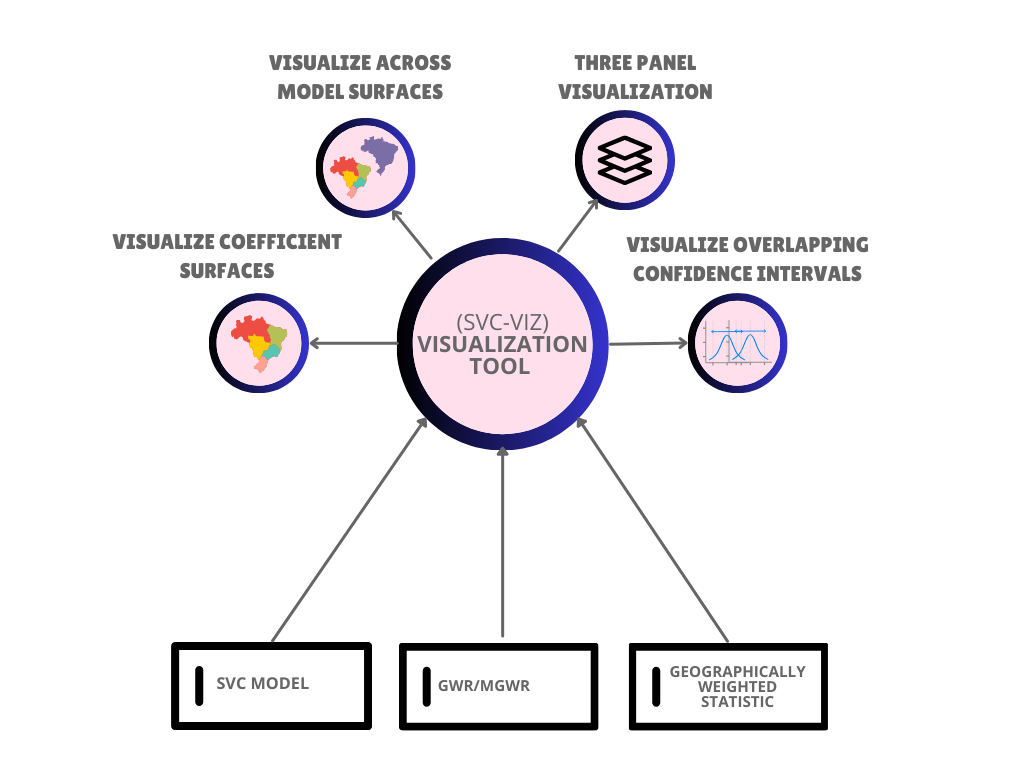 VISUALIZE ACROSS
MODEL SURFACES
THREE PANEL
VISUALIZATION
VISUALIZE COEFFICIENT
SURFACES
VISUALIZE OVERLAPPING
CONFIDENCE INTERVALS
(SVC-VIZ)
VISUALIZATION
TOOL
SVC MODEL
GWR/MGWR
GEOGRAPHICALLY
WEIGHTED
STATISTIC